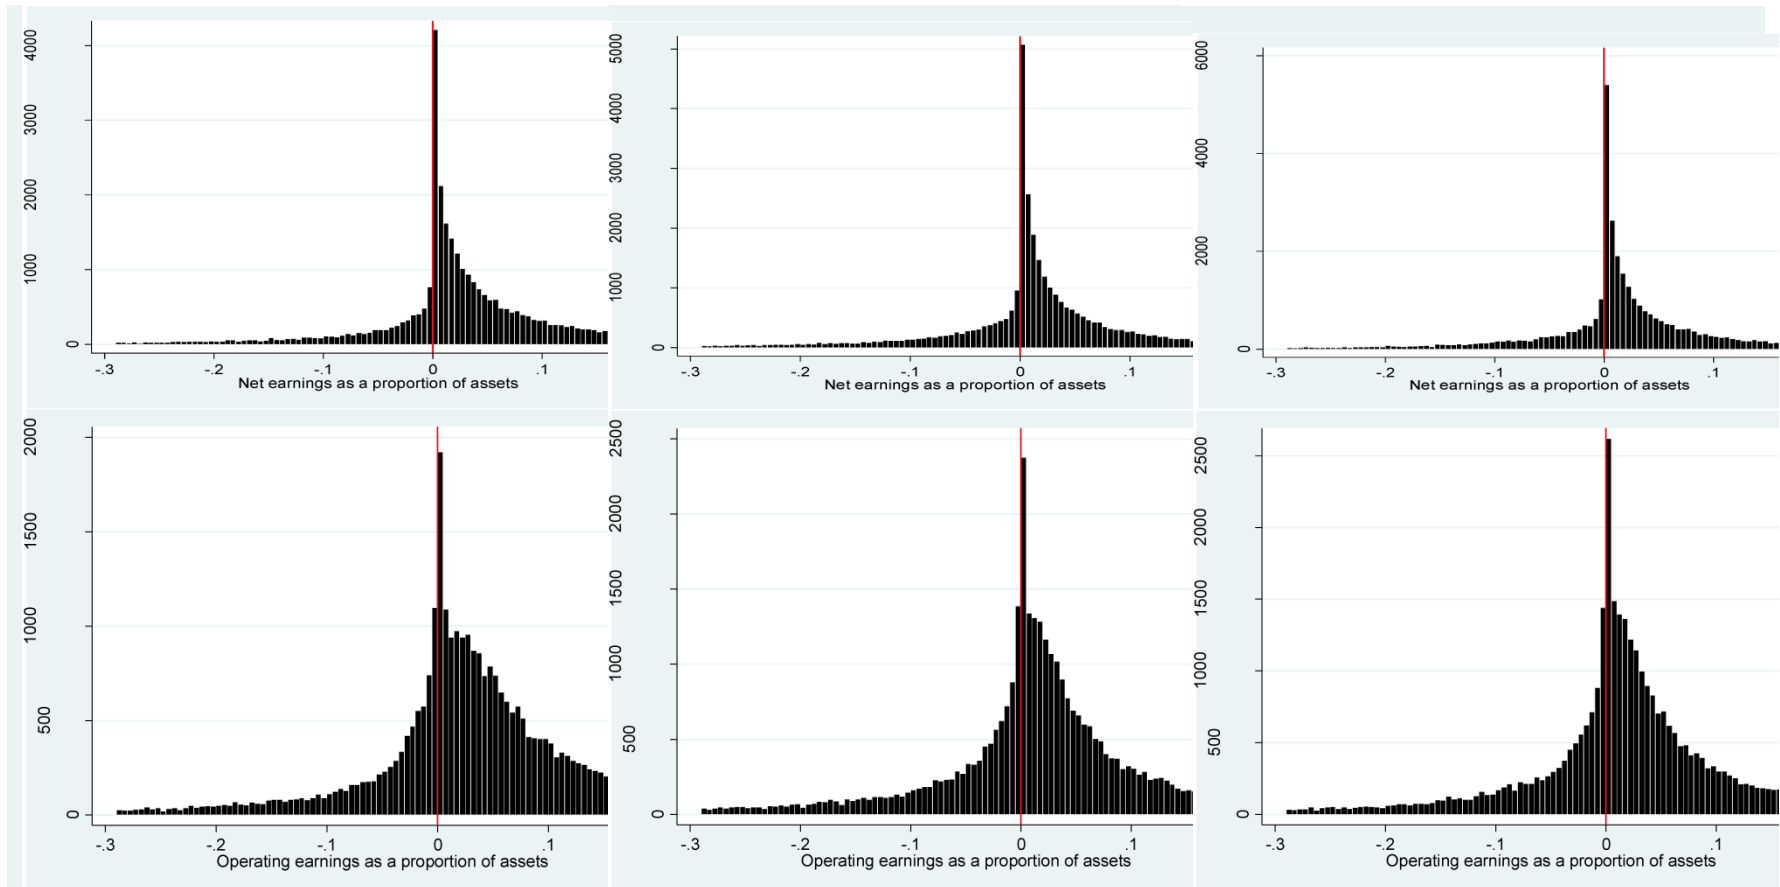 4000
3000
2000
1000
0
-.3 -.2 -.1 0 .1
Net earnings as a proportion of assets
5000
4000
3000
2000
1000
0
-.3 -.2 -.1 0 .1
Net earnings as a proportion of assets
6000
4000
2000
0
-.3 -.2 -.1 0 .1
Net earnings as a proportion of assets
2000
1500
1000
500
0
-.3 -.2 -.1 0 .1
Operating earnings as a proportion of assets
2500
2000
1500
1000
500
0
-.3 -.2 -.1 0 .1
Operating earnings as a proportion of assets
2500
2000
1500
1000
500
0
-.3 -.2 -.1 0 .1
Operating earnings as a proportion of assets